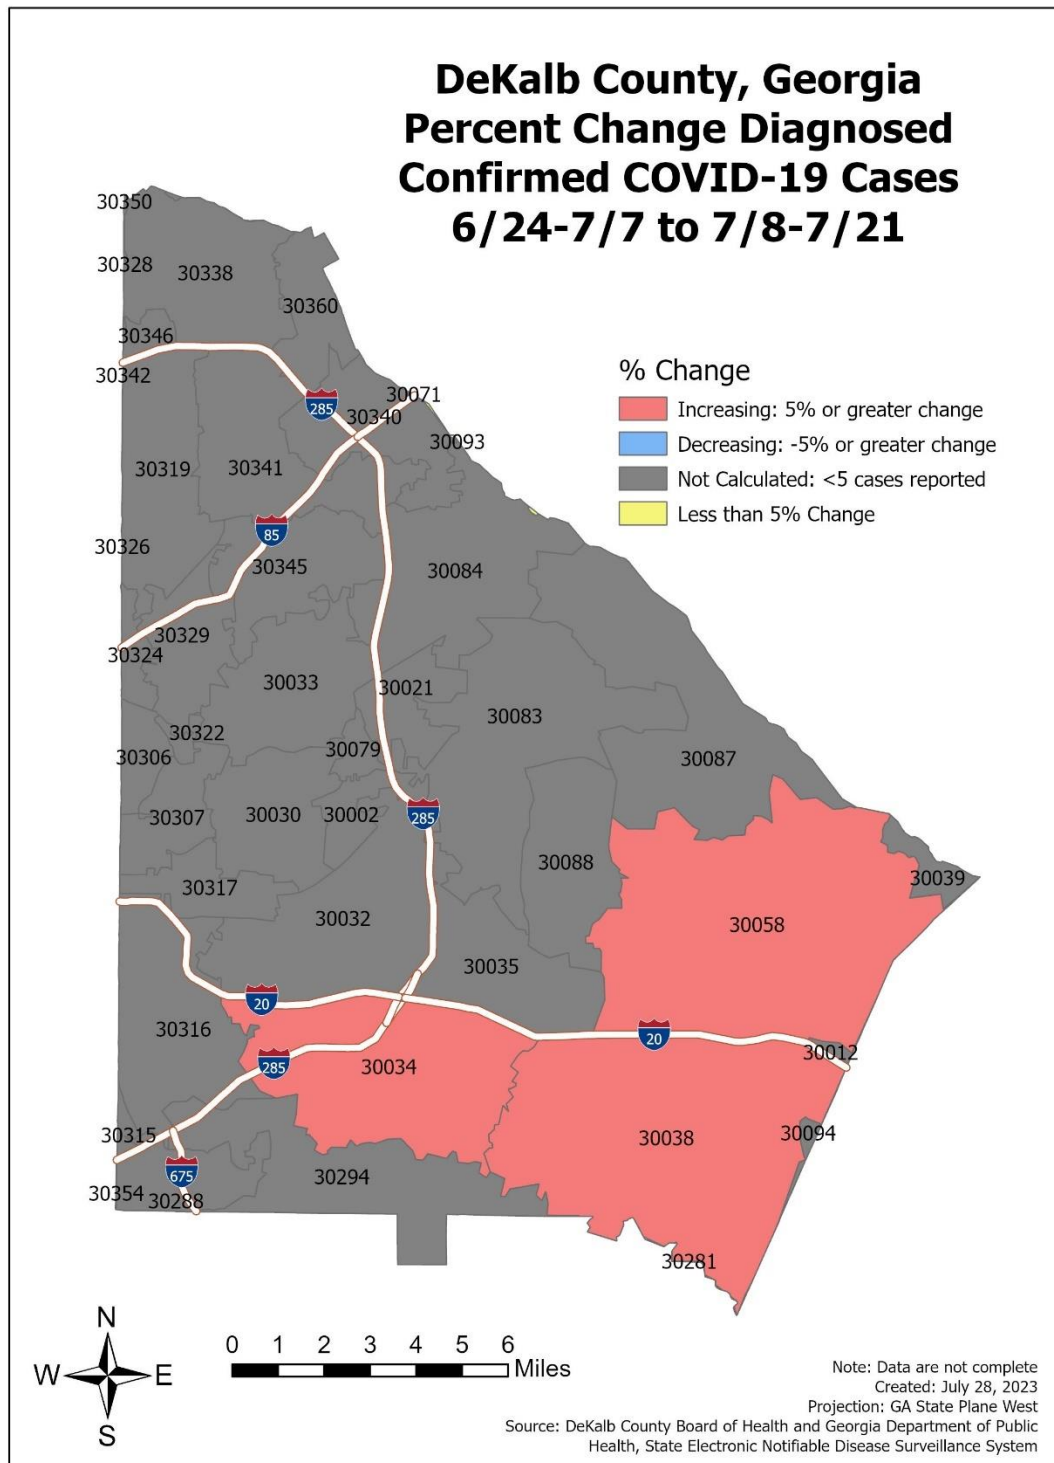 DeKalb County, Georgia
Percent Change Diagnosed
Confirmed COVID-19 Cases
6/24-7/7 to 7/8-7/21
30350
30328
30338
30360
30346
30342
% Change
Increasing: 5% or greater change
Decreasing: -5% or greater change
Not Calculated: <5 cases reported
Less than 5% Change
30071
285
30340
30093
30319
30341
85
30326
30345
30084
30329
30324
30033
30021
30083
30322
30079
30306
30087
30307
30030
30002
285
30088
30039
30317
30032
30058
30035
20
30316
20
30012
285
30034
30315
30038
30094
675
30294
30354
30288
30281
N
W
E
S
0 1 2 3 4 5 6
Miles
Note: Data are not complete
Created: July 28, 2023
Projection: GA State Plane West
Source: DeKalb County Board of Health and Georgia Department of Public
Health, State Electronic Notifiable Disease Surveillance System